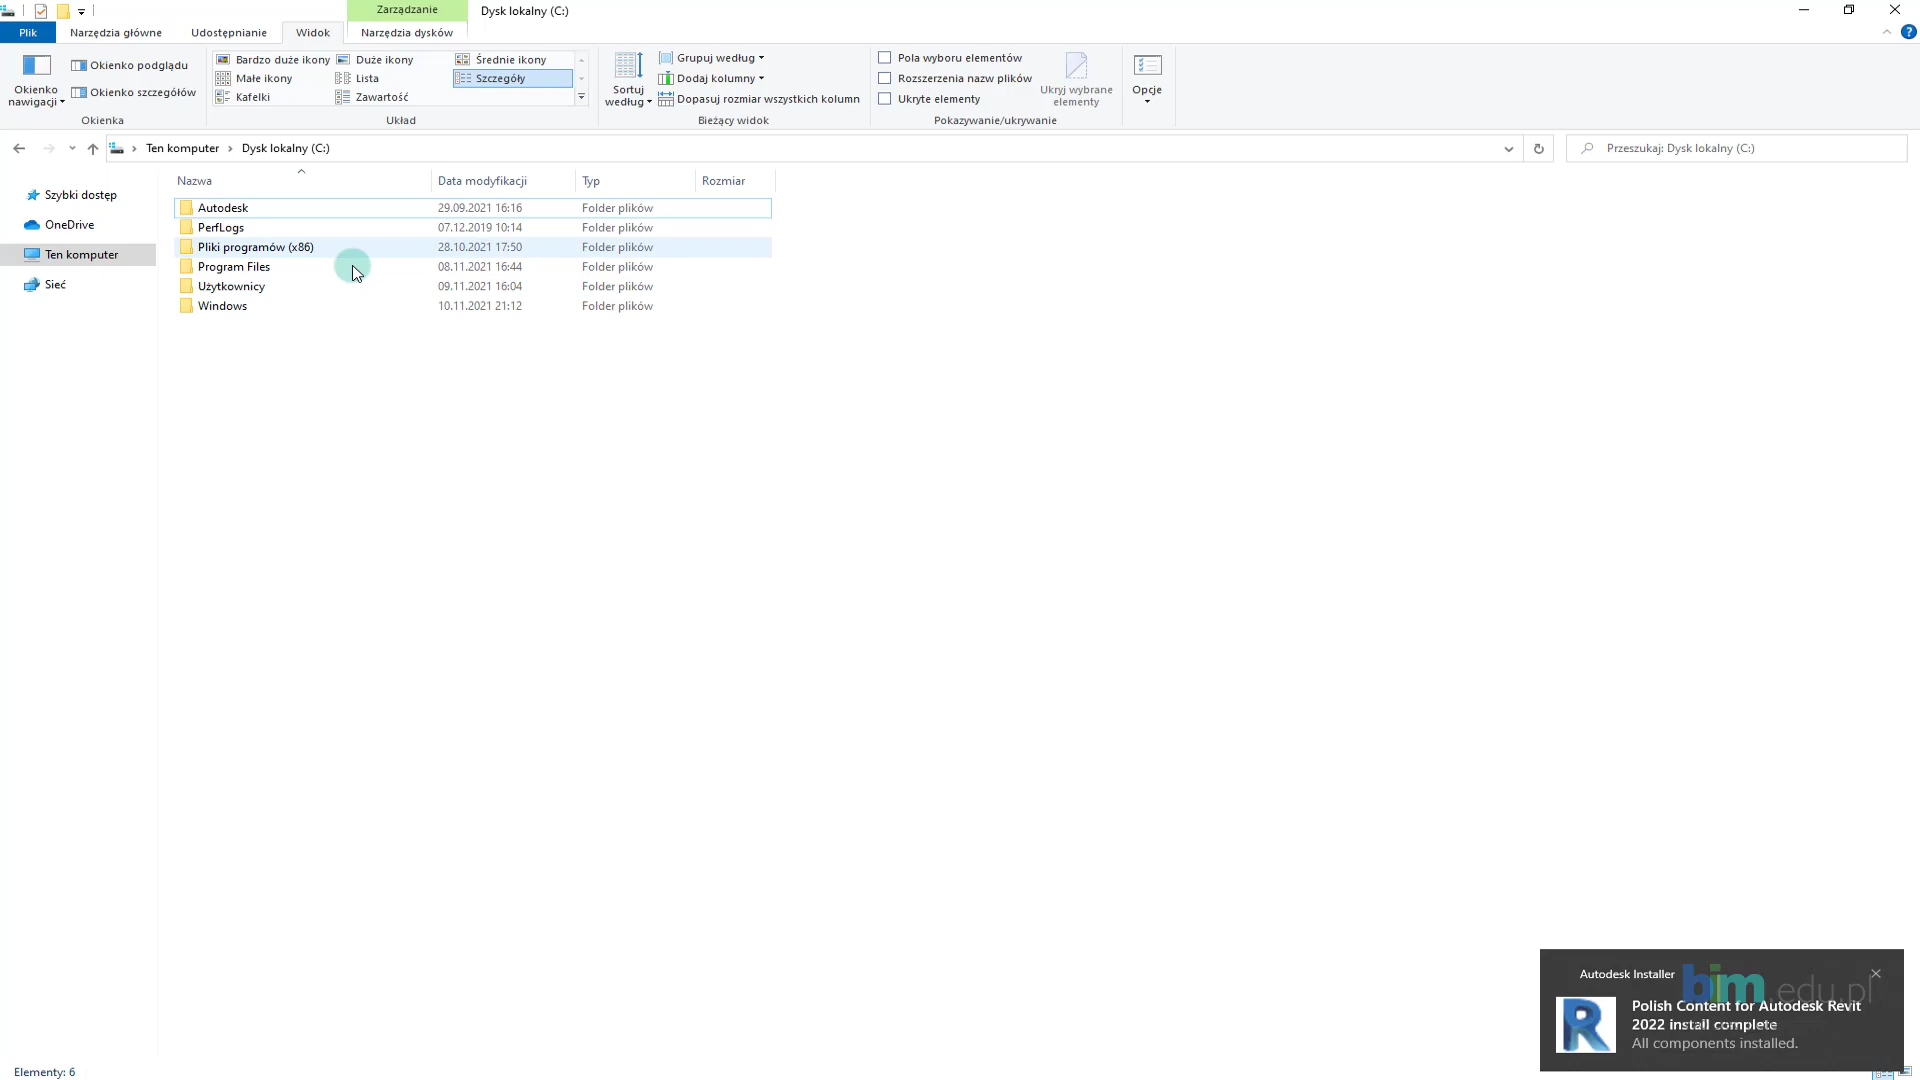 Zarządzanie
Dysk lokalny (C:)
Plik
Narzędzia główne
Udostępnianie
Widok
Narzędzia dysków
Okienko nawigacji
Okienko podglądu
Okienko szczegółów
Okienka
Bardzo duże ikony
Duże ikony
Średnie ikony
Małe ikony
Lista
Szczegóły
Kafelki
Zawartość
Układ
Sortuj według
Grupuj według
Dodaj kolumny
Dopasuj rozmiar wszystkich kolumn
Bieżący widok
Pola wyboru elementów
Rozszerzenia nazw plików
Ukryte elementy
Ukryj wybrane elementy
Pokazywanie/ukrywanie
Opcje
Ten komputer
Dysk lokalny (C:)
Przeszukaj: Dysk lokalny (C:)
Szybki dostęp
OneDrive
Ten komputer
Sieć
Nazwa Data modyfikacji Typ Rozmiar
Autodesk 29.09.2021 16:16 Folder plików
PerfLogs 07.12.2019 10:14 Folder plików
Pliki programów (x86) 28.10.2021 17:50 Folder plików
Program Files 08.11.2021 16:44 Folder plików
Użytkownicy 09.11.2021 16:04 Folder plików
Windows 10.11.2021 21:12 Folder plików
Autodesk Installer
bim.edu.pl
Polish Content for Autodesk Revit
2022 install complete
All components installed.
Elementy: 6